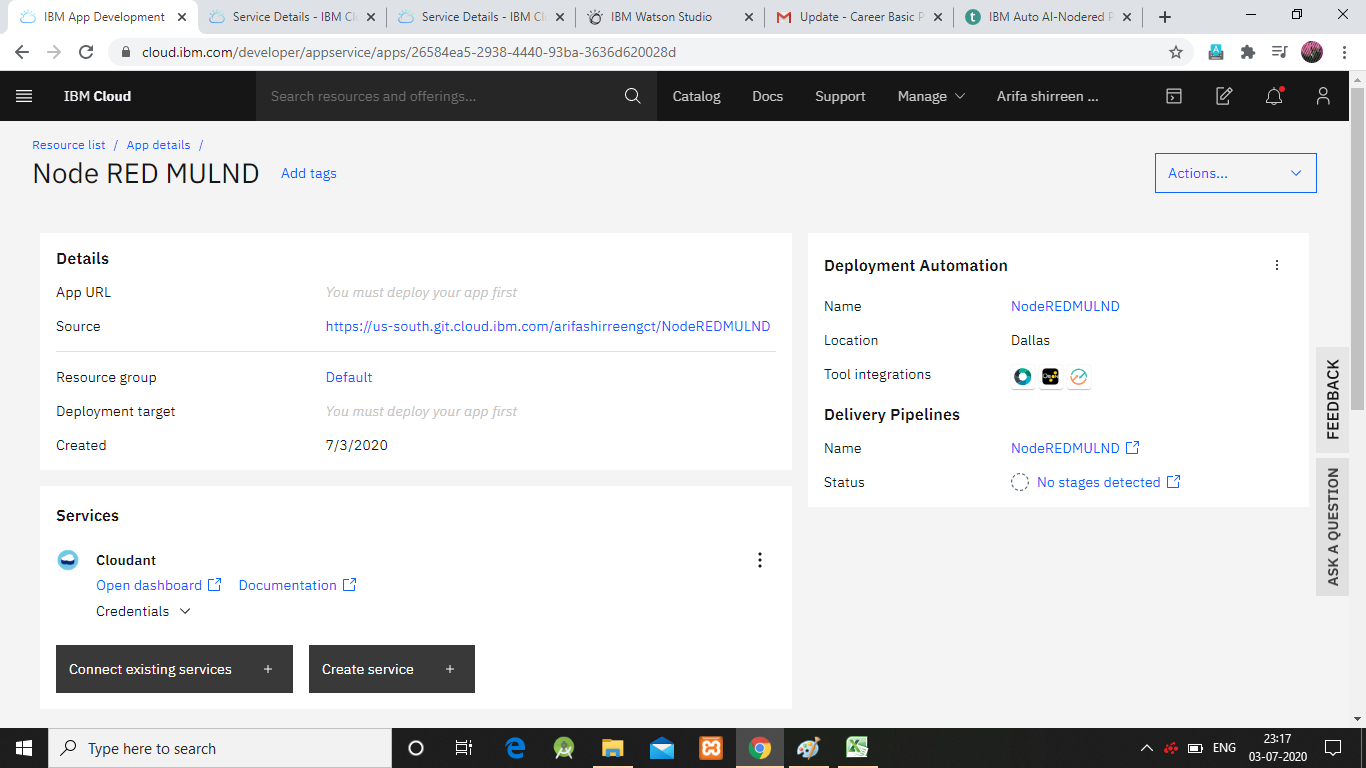 IBM App Development
Service Details - IBM Cl
Service Details - IBM Cl
IBM Watson Studio
Update - Career Basic P
IBM Auto AI-Nodered P
cloud.ibm.com/developer/appservice/apps/26584ea5-2938-4440-93ba-3636d620028d
IBM Cloud
Search resources and offerings...
Catalog
Docs
Support
Manage
Arifa shirreen ...
Resource list / App details /
Node RED MULND
Add tags
Actions...
Details
App URL
You must deploy your app first
Source
https://us-south.git.cloud.ibm.com/arifashirreengct/NodeREDMULND
Resource group
Default
Deployment target
You must deploy your app first
Created
7/3/2020
Deployment Automation
Name
NodeREDMULND
Location
Dallas
Tool integrations
Delivery Pipelines
Name
NodeREDMULND
Status
No stages detected
Services
Cloudant
Open dashboard
Documentation
Credentials
Connect existing services +
Create service +
FEEDBACK
ASK A QUESTION
Type here to search
ENG
23:17
03-07-2020